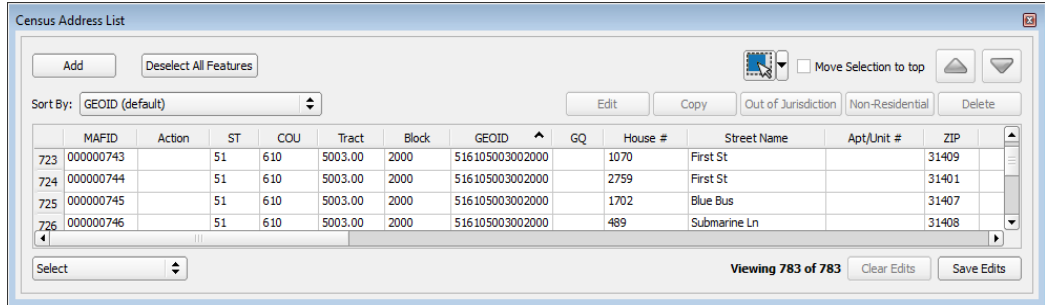 Census Address List
Add Deselect All Features Move Selection to top
Sort By: GEOID (default) Edit Copy Out of Jurisdiction Non-Residential Delete
MAFID Action ST COU Tract Block GEOID GQ House # Street Name Apt/Unit # ZIP
723 000000743 51 610 5003.00 2000 516105003002000 1070 First St 31409
724 000000744 51 610 5003.00 2000 516105003002000 2759 First St 31401
725 000000745 51 610 5003.00 2000 516105003002000 1702 Blue Bus 31407
726 000000746 51 610 5003.00 2000 516105003002000 489 Submarine Ln 31408
Select Viewing 783 of 783 Clear Edits Save Edits